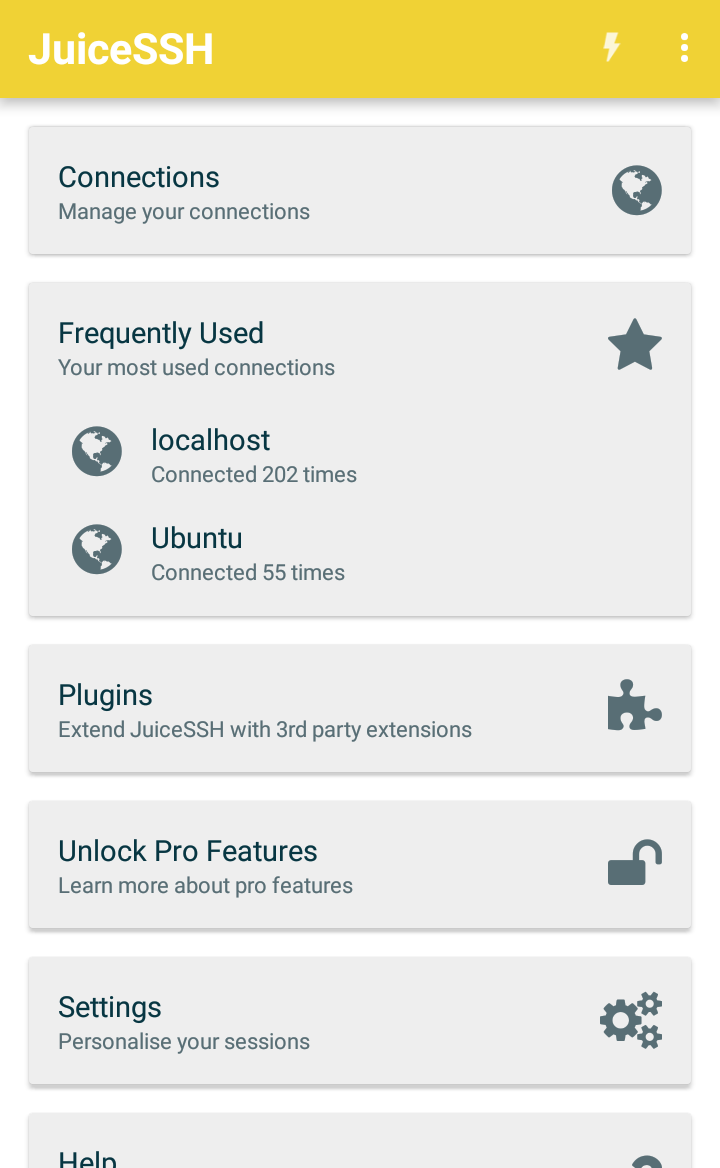 JuiceSSH
Connections
Manage your connections
Frequently Used
Your most used connections
localhost
Connected 202 times
Ubuntu
Connected 55 times
Plugins
Extend JuiceSSH with 3rd party extensions
Unlock Pro Features
Learn more about pro features
Settings
Personalise your sessions
Help